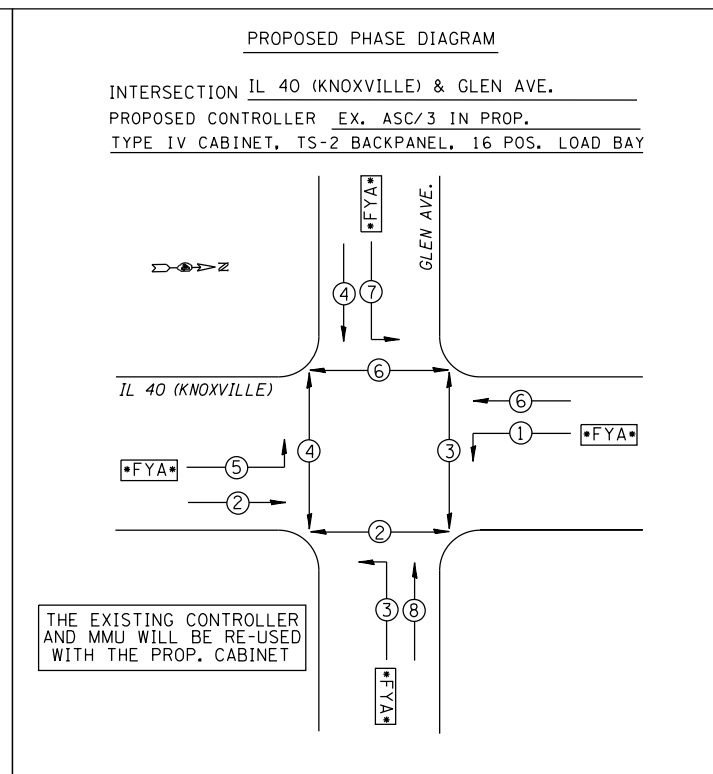 PROPOSED PHASE DIAGRAM
INTERSECTION IL 40 (KNOXVILLE) & GLEN AVE.
PROPOSED CONTROLLER EX. ASC/3 IN PROP.
TYPE IV CABINET, TS-2 BACKPANEL, 16 POS. LOAD BAY
*FYA*
GLEN AVE.
N
4 7
6
IL 40 (KNOXVILLE)
6
1 *FYA*
4 3
*FYA* 5
2
2
3 8
*FYA*
THE EXISTING CONTROLLER
AND MMU WILL BE RE-USED
WITH THE PROP. CABINET